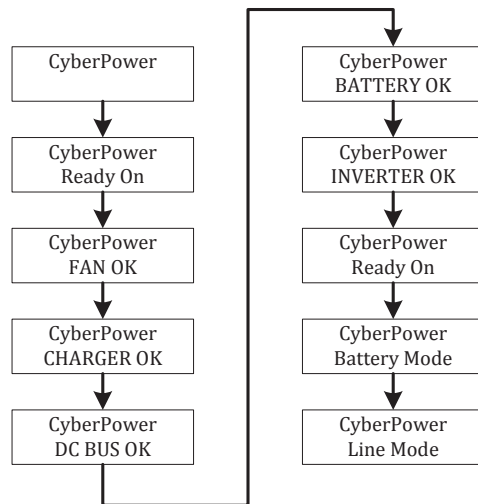 CyberPower
CyberPower
Ready On
CyberPower
FAN OK
CyberPower
CHARGER OK
CyberPower
DC BUS OK
CyberPower
BATTERY OK
CyberPower
INVERTER OK
CyberPower
Ready On
CyberPower
Battery Mode
CyberPower
Line Mode